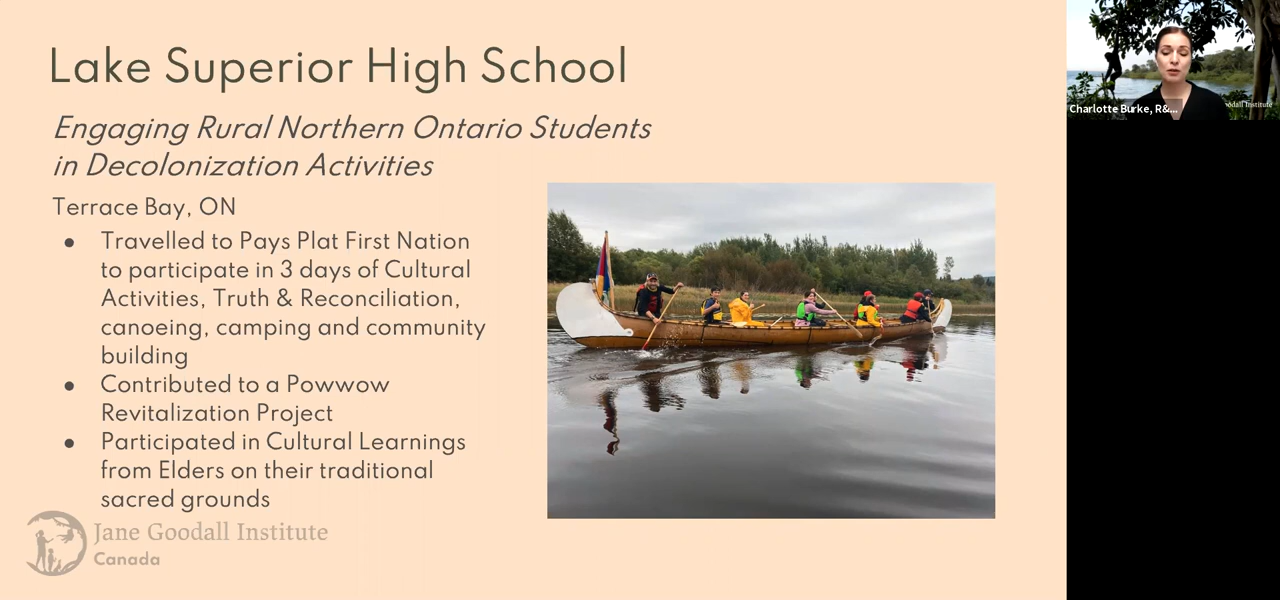 Lake Superior High School
Engaging Rural Northern Ontario Students
in Decolonization Activities
Terrace Bay, ON
● Travelled to Pays Plat First Nation
to participate in 3 days of Cultural
Activities, Truth & Reconciliation,
canoeing, camping and community
building
● Contributed to a Powwow
Revitalization Project
● Participated in Cultural Learnings
from Elders on their traditional
sacred grounds
Jane Goodall Institute
Canada
Charlotte Burke, R&...
oodall Institute